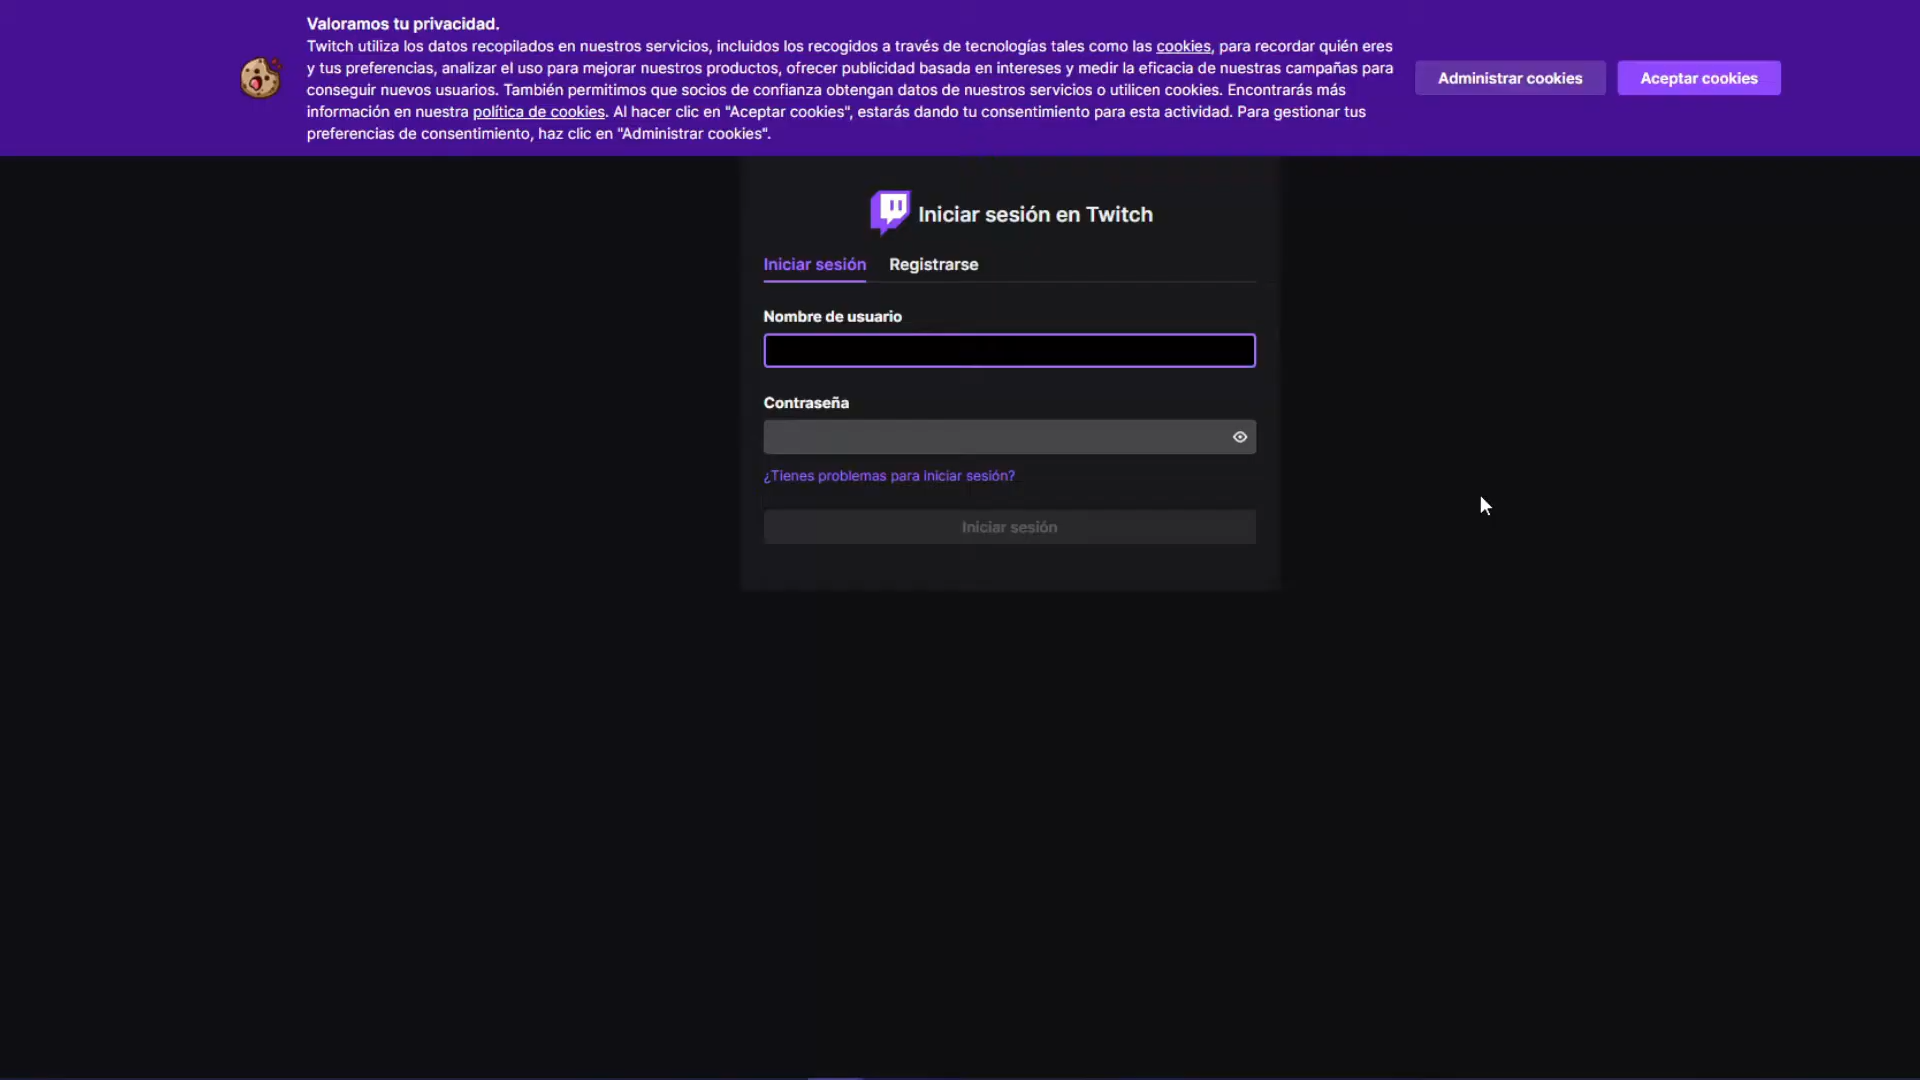 Valoramos tu privacidad.
Twitch utiliza los datos recopilados en nuestros servicios, incluidos los recogidos a través de tecnologías tales como las cookies, para recordar quién eres
y tus preferencias, analizar el uso para mejorar nuestros productos, ofrecer publicidad basada en intereses y medir la eficacia de nuestras campañas para
conseguir nuevos usuarios. También permitimos que socios de confianza obtengan datos de nuestros servicios o utilicen cookies. Encontrarás más
información en nuestra política de cookies. Al hacer clic en "Aceptar cookies", estarás dando tu consentimiento para esta actividad. Para gestionar tus
preferencias de consentimiento, haz clic en "Administrar cookies".
Administrar cookies
Aceptar cookies
Iniciar sesión en Twitch
Iniciar sesión
Registrarse
Nombre de usuario
Contraseña
¿Tienes problemas para iniciar sesión?
Iniciar sesión